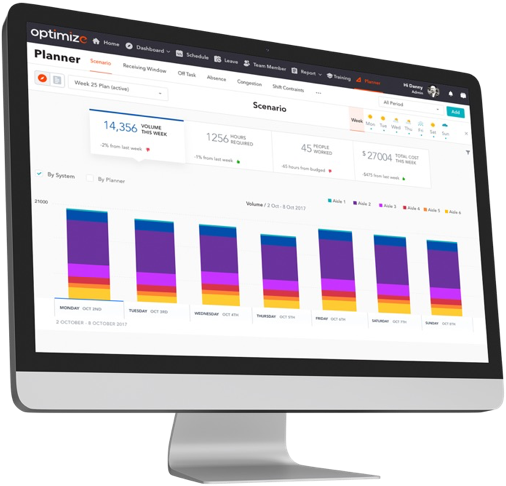 optimize
Home Dashboard Schedule Leave Team Member Report Training Planner
Hi Danny
Admin
Planner
Scenario Receiving Window Off Task Absence Congestion Shift Contrasts
Week 25 Plan (active)
All Period
Add
Scenario
Week Mon Tue Wed Thu Fri Sat Sun
14,356 VOLUME THIS WEEK
-2% from last week
1256 HOURS REQUIRED
-1% from last week
45 PEOPLE WORKED
-65 hours from budgeted
$ 27004 TOTAL COST THIS WEEK
-$475 from last week
By System By Planner
Volume / 2 Oct - 8 Oct 2017
Aisle 1 Aisle 2 Aisle 3 Aisle 4 Aisle 5 Aisle 6
21000
MONDAY OCT 2ND
TUESDAY OCT 3RD
WEDNESDAY OCT 4TH
THURSDAY OCT 5TH
FRIDAY OCT 6TH
SATURDAY OCT 7TH
SUNDAY OCT 8TH
2 OCTOBER - 8 OCTOBER 2017